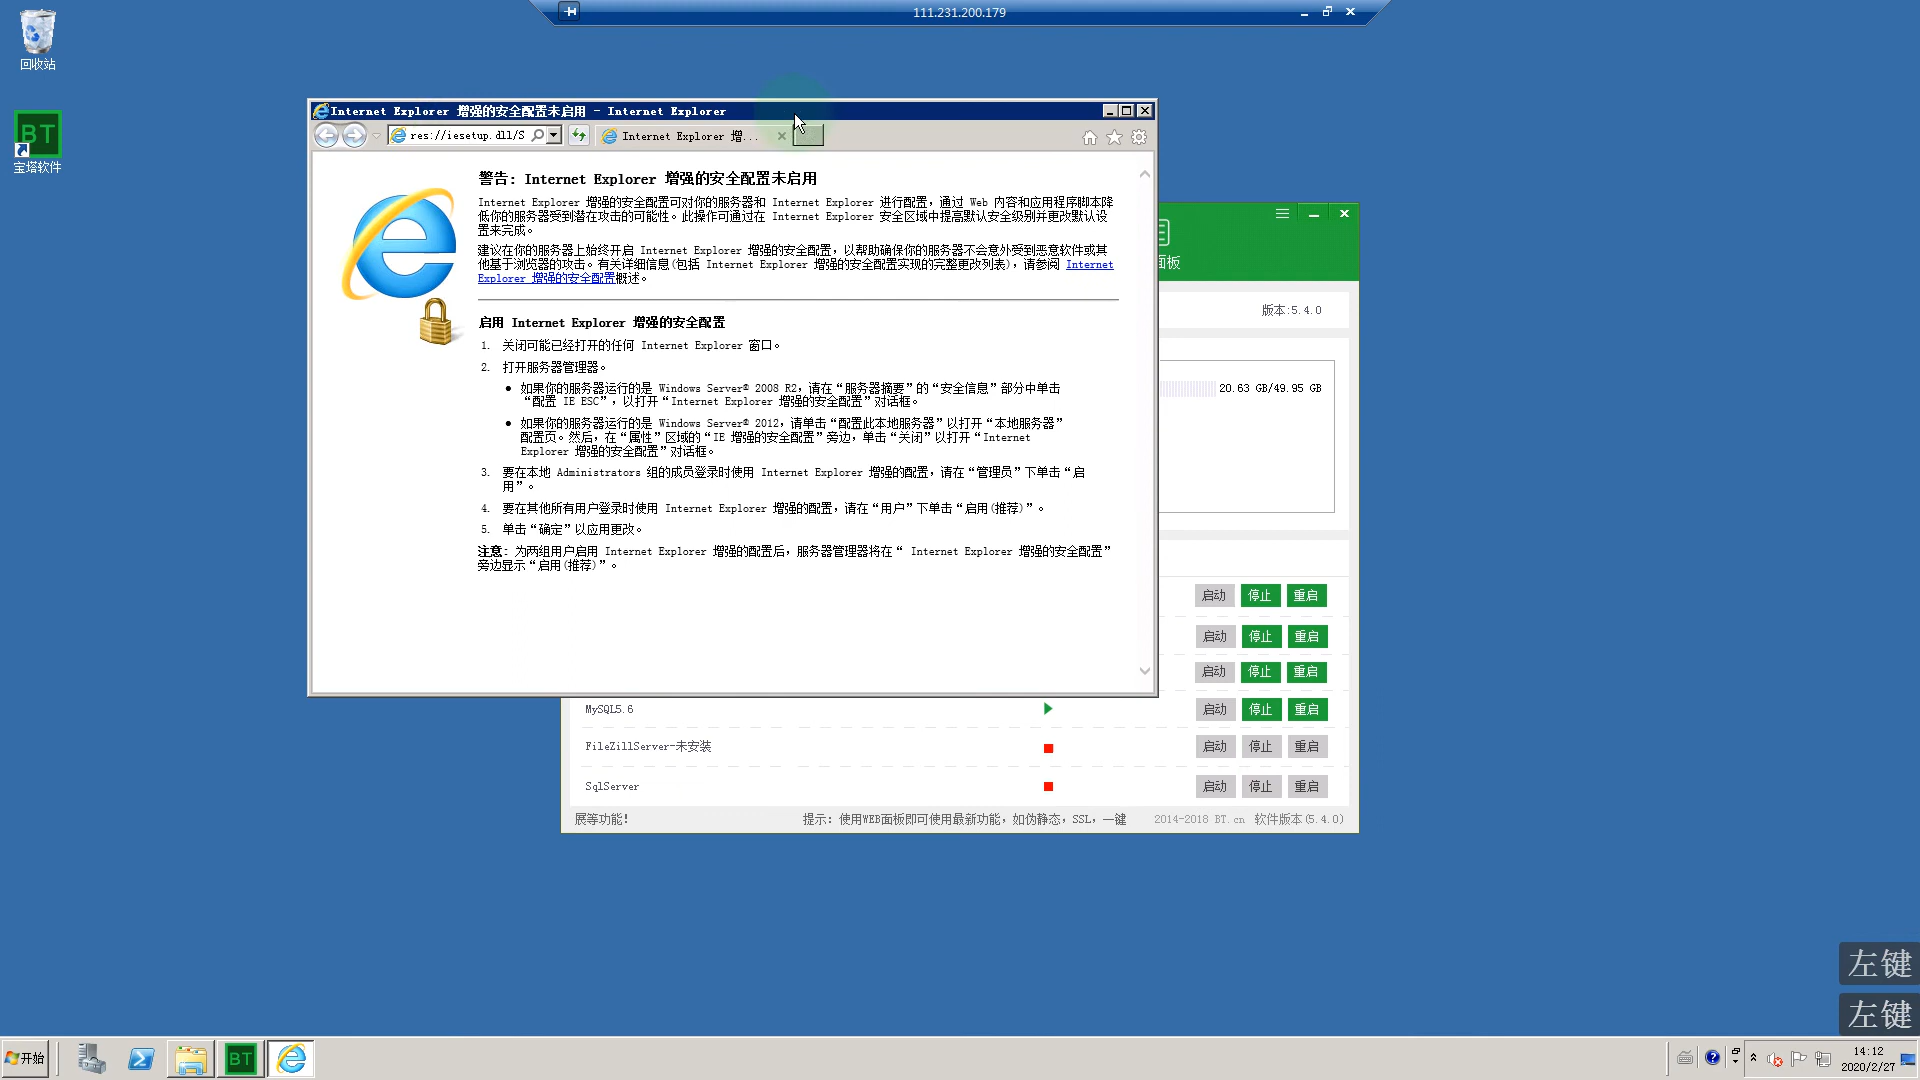 111.231.200.179
回收站
BT
宝塔软件
Internet Explorer 增强的安全配置未启用 - Internet Explorer
res://iesetup.dll/S
Internet Explorer 增...
警告: Internet Explorer 增强的安全配置未启用
Internet Explorer 增强的安全配置可对你的服务器和 Internet Explorer 进行配置，通过 Web 内容和应用程序脚本降
低你的服务器受到潜在攻击的可能性。此操作可通过在 Internet Explorer 安全区域中提高默认安全级别并更改默认设
置来完成。
建议在你的服务器上始终开启 Internet Explorer 增强的安全配置，以帮助确保你的服务器不会意外受到恶意软件或其
他基于浏览器的攻击。有关详细信息(包括 Internet Explorer 增强的安全配置实现的完整更改列表)，请参阅 Internet
Explorer 增强的安全配置概述。
启用 Internet Explorer 增强的安全配置
1. 关闭可能已经打开的任何 Internet Explorer 窗口。
2. 打开服务器管理器。
• 如果你的服务器运行的是 Windows Server® 2008 R2，请在“服务器摘要”的“安全信息”部分中单击
“配置 IE ESC”，以打开“Internet Explorer 增强的安全配置”对话框。
• 如果你的服务器运行的是 Windows Server® 2012，请单击“配置此本地服务器”以打开“本地服务器”
配置页。然后，在“属性”区域的“IE 增强的安全配置”旁边，单击“关闭”以打开“Internet
Explorer 增强的安全配置”对话框。
3. 要在本地 Administrators 组的成员登录时使用 Internet Explorer 增强的配置，请在“管理员”下单击“启
用”。
4. 要在其他所有用户登录时使用 Internet Explorer 增强的配置，请在“用户”下单击“启用(推荐)”。
5. 单击“确定”以应用更改。
注意: 为两组用户启用 Internet Explorer 增强的配置后，服务器管理器将在“ Internet Explorer 增强的安全配置”
旁边显示“启用(推荐)”。
面板
版本:5.4.0
20.63 GB/49.95 GB
启动 停止 重启
启动 停止 重启
启动 停止 重启
MySQL5.6 启动 停止 重启
FileZillServer-未安装 启动 停止 重启
SqlServer 启动 停止 重启
展等功能! 提示: 使用WEB面板即可使用最新功能，如伪静态，SSL，一键 2014-2018 BT.cn 软件版本(5.4.0)
左键
左键
开始
BT
14:12
2020/2/27